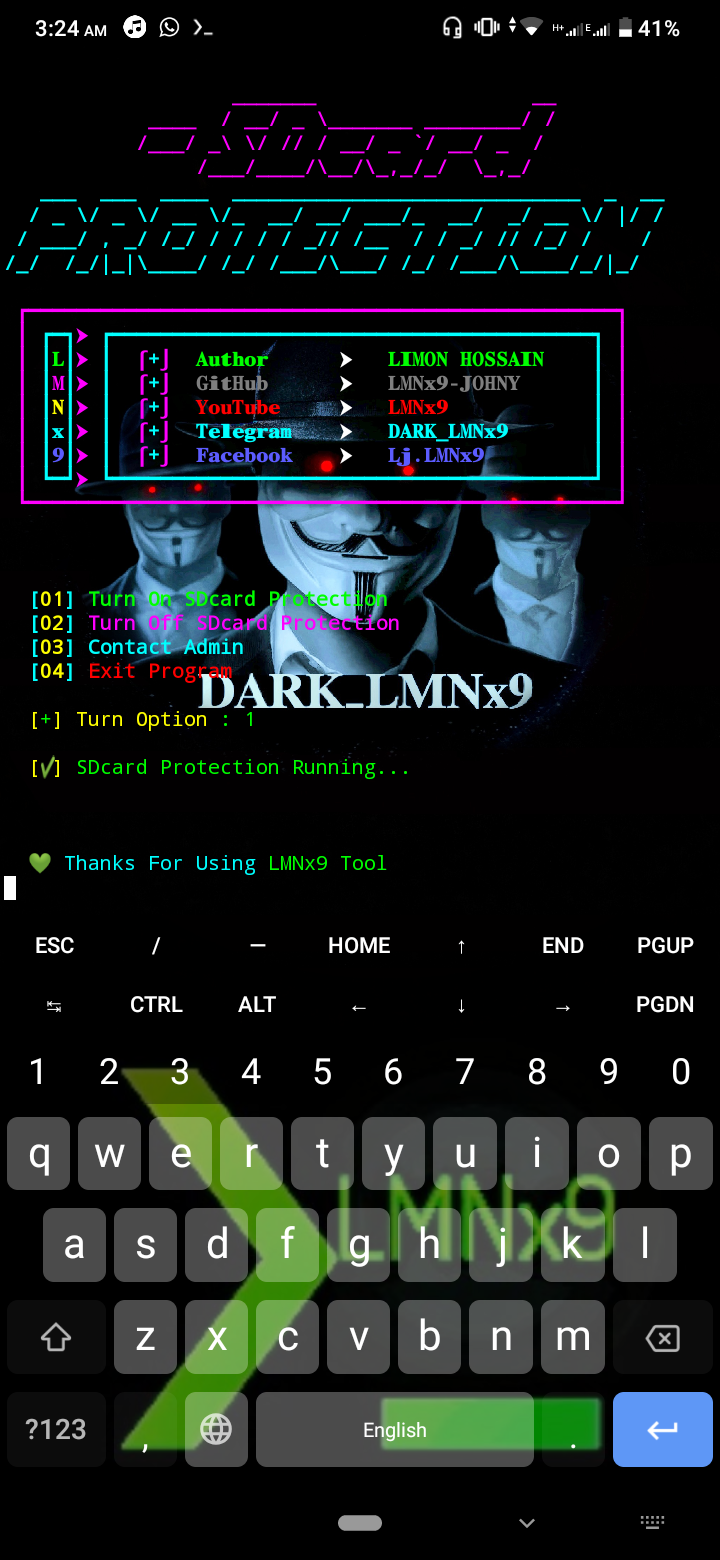 3:24 AM H+ E 41%
SDcard
PROTECTION
L [+] Author ➤ LIMON HOSSAIN
M [+] GitHub ➤ LMNx9-JOHNY
N [+] YouTube ➤ LMNx9
x [+] Telegram ➤ DARK_LMNx9
9 [+] Facebook ➤ Lj.LMNx9
[01] Turn On SDcard Protection
[02] Turn Off SDcard Protection
[03] Contact Admin
[04] Exit Program
DARK_LMNx9
[+] Turn Option : 1
[✓] SDcard Protection Running...
💚 Thanks For Using LMNx9 Tool
ESC / — HOME ↑ END PGUP
↹ CTRL ALT ← ↓ → PGDN
1 2 3 4 5 6 7 8 9 0
q w e r t y u i o p
LMNx9
a s d f g h j k l
z x c v b n m
?123 , English .